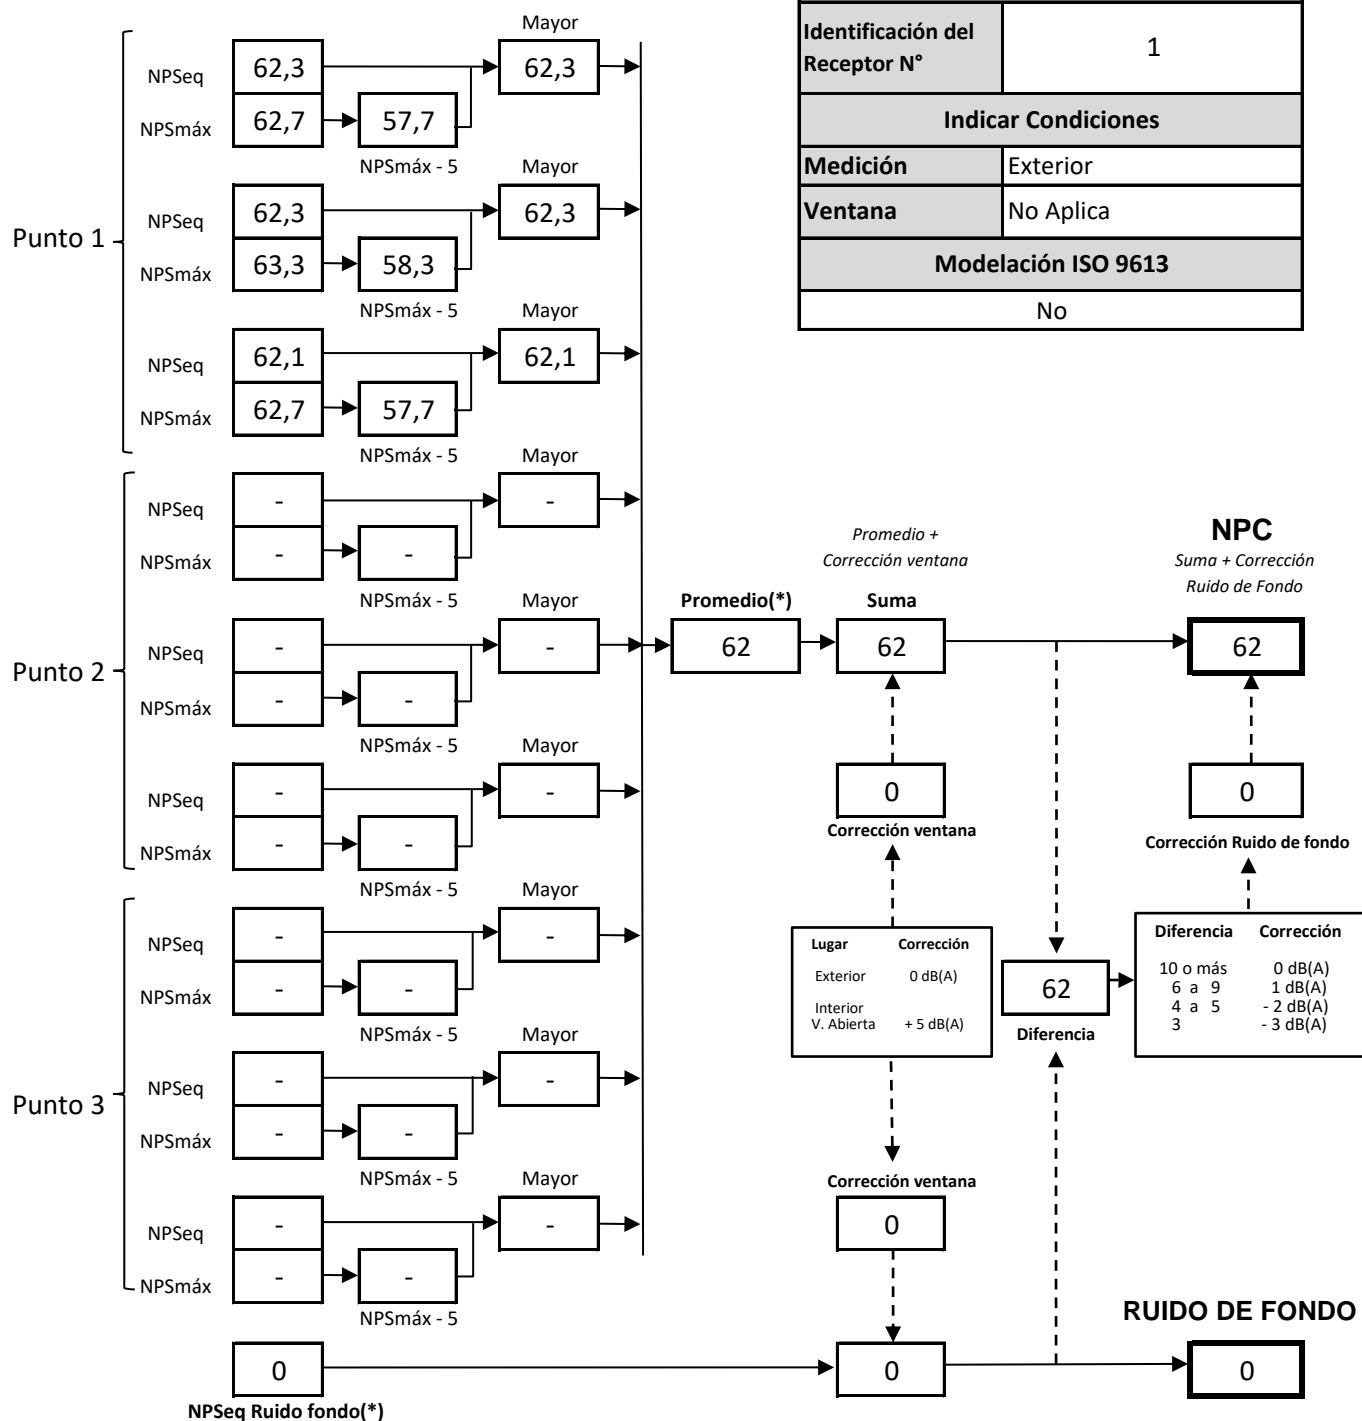 Identificación del
Receptor N°
1
Indicar Condiciones
Medición
Exterior
Ventana
No Aplica
Modelación ISO 9613
No
Punto 1
Mayor
NPSeq
62,3
62,3
NPSmáx
62,7
57,7
NPSmáx - 5
Mayor
NPSeq
62,3
62,3
NPSmáx
63,3
58,3
NPSmáx - 5
Mayor
NPSeq
62,1
62,1
NPSmáx
62,7
57,7
NPSmáx - 5
Punto 2
Mayor
NPSeq
-
-
NPSmáx
-
-
NPSmáx - 5
Mayor
NPSeq
-
-
NPSmáx
-
-
NPSmáx - 5
Mayor
NPSeq
-
-
NPSmáx
-
-
NPSmáx - 5
Punto 3
Mayor
NPSeq
-
-
NPSmáx
-
-
NPSmáx - 5
Mayor
NPSeq
-
-
NPSmáx
-
-
NPSmáx - 5
Mayor
NPSeq
-
-
NPSmáx
-
-
NPSmáx - 5
Promedio(*)
62
Promedio +
Corrección ventana
Suma
62
NPC
Suma + Corrección
Ruido de Fondo
62
0
Corrección ventana
0
Corrección Ruido de fondo
Lugar Corrección
Exterior 0 dB(A)
Interior
V. Abierta + 5 dB(A)
62
Diferencia
Diferencia Corrección
10 o más 0 dB(A)
6 a 9 1 dB(A)
4 a 5 - 2 dB(A)
3 - 3 dB(A)
Corrección ventana
0
RUIDO DE FONDO
0
0
0
NPSeq Ruido fondo(*)